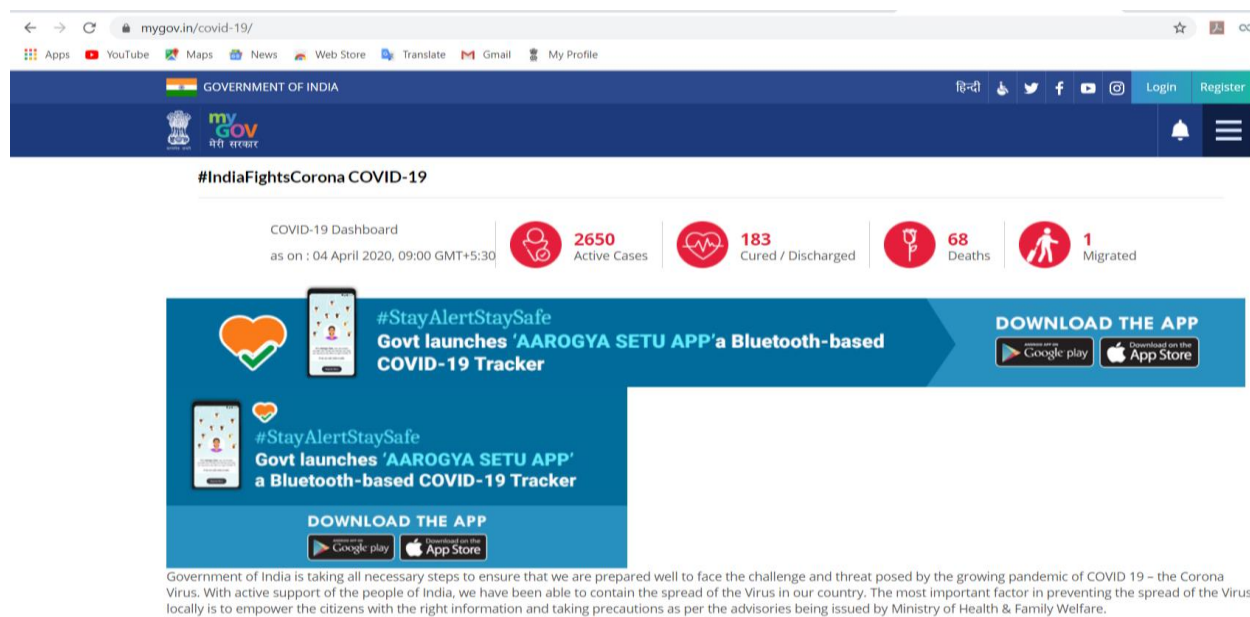 mygov.in/covid-19/
Apps YouTube Maps News Web Store Translate Gmail My Profile
GOVERNMENT OF INDIA हिन्दी Login Register
my
GOV
मेरी सरकार
#IndiaFightsCorona COVID-19
COVID-19 Dashboard
as on : 04 April 2020, 09:00 GMT+5:30
2650
Active Cases
183
Cured / Discharged
68
Deaths
1
Migrated
#StayAlertStaySafe
Govt launches ‘AAROGYA SETU APP’a Bluetooth-based
COVID-19 Tracker
DOWNLOAD THE APP
Google play
Download on the
App Store
#StayAlertStaySafe
Govt launches ‘AAROGYA SETU APP’
a Bluetooth-based COVID-19 Tracker
DOWNLOAD THE APP
Google play
Download on the
App Store
Government of India is taking all necessary steps to ensure that we are prepared well to face the challenge and threat posed by the growing pandemic of COVID 19 – the Corona
Virus. With active support of the people of India, we have been able to contain the spread of the Virus in our country. The most important factor in preventing the spread of the Virus
locally is to empower the citizens with the right information and taking precautions as per the advisories being issued by Ministry of Health & Family Welfare.